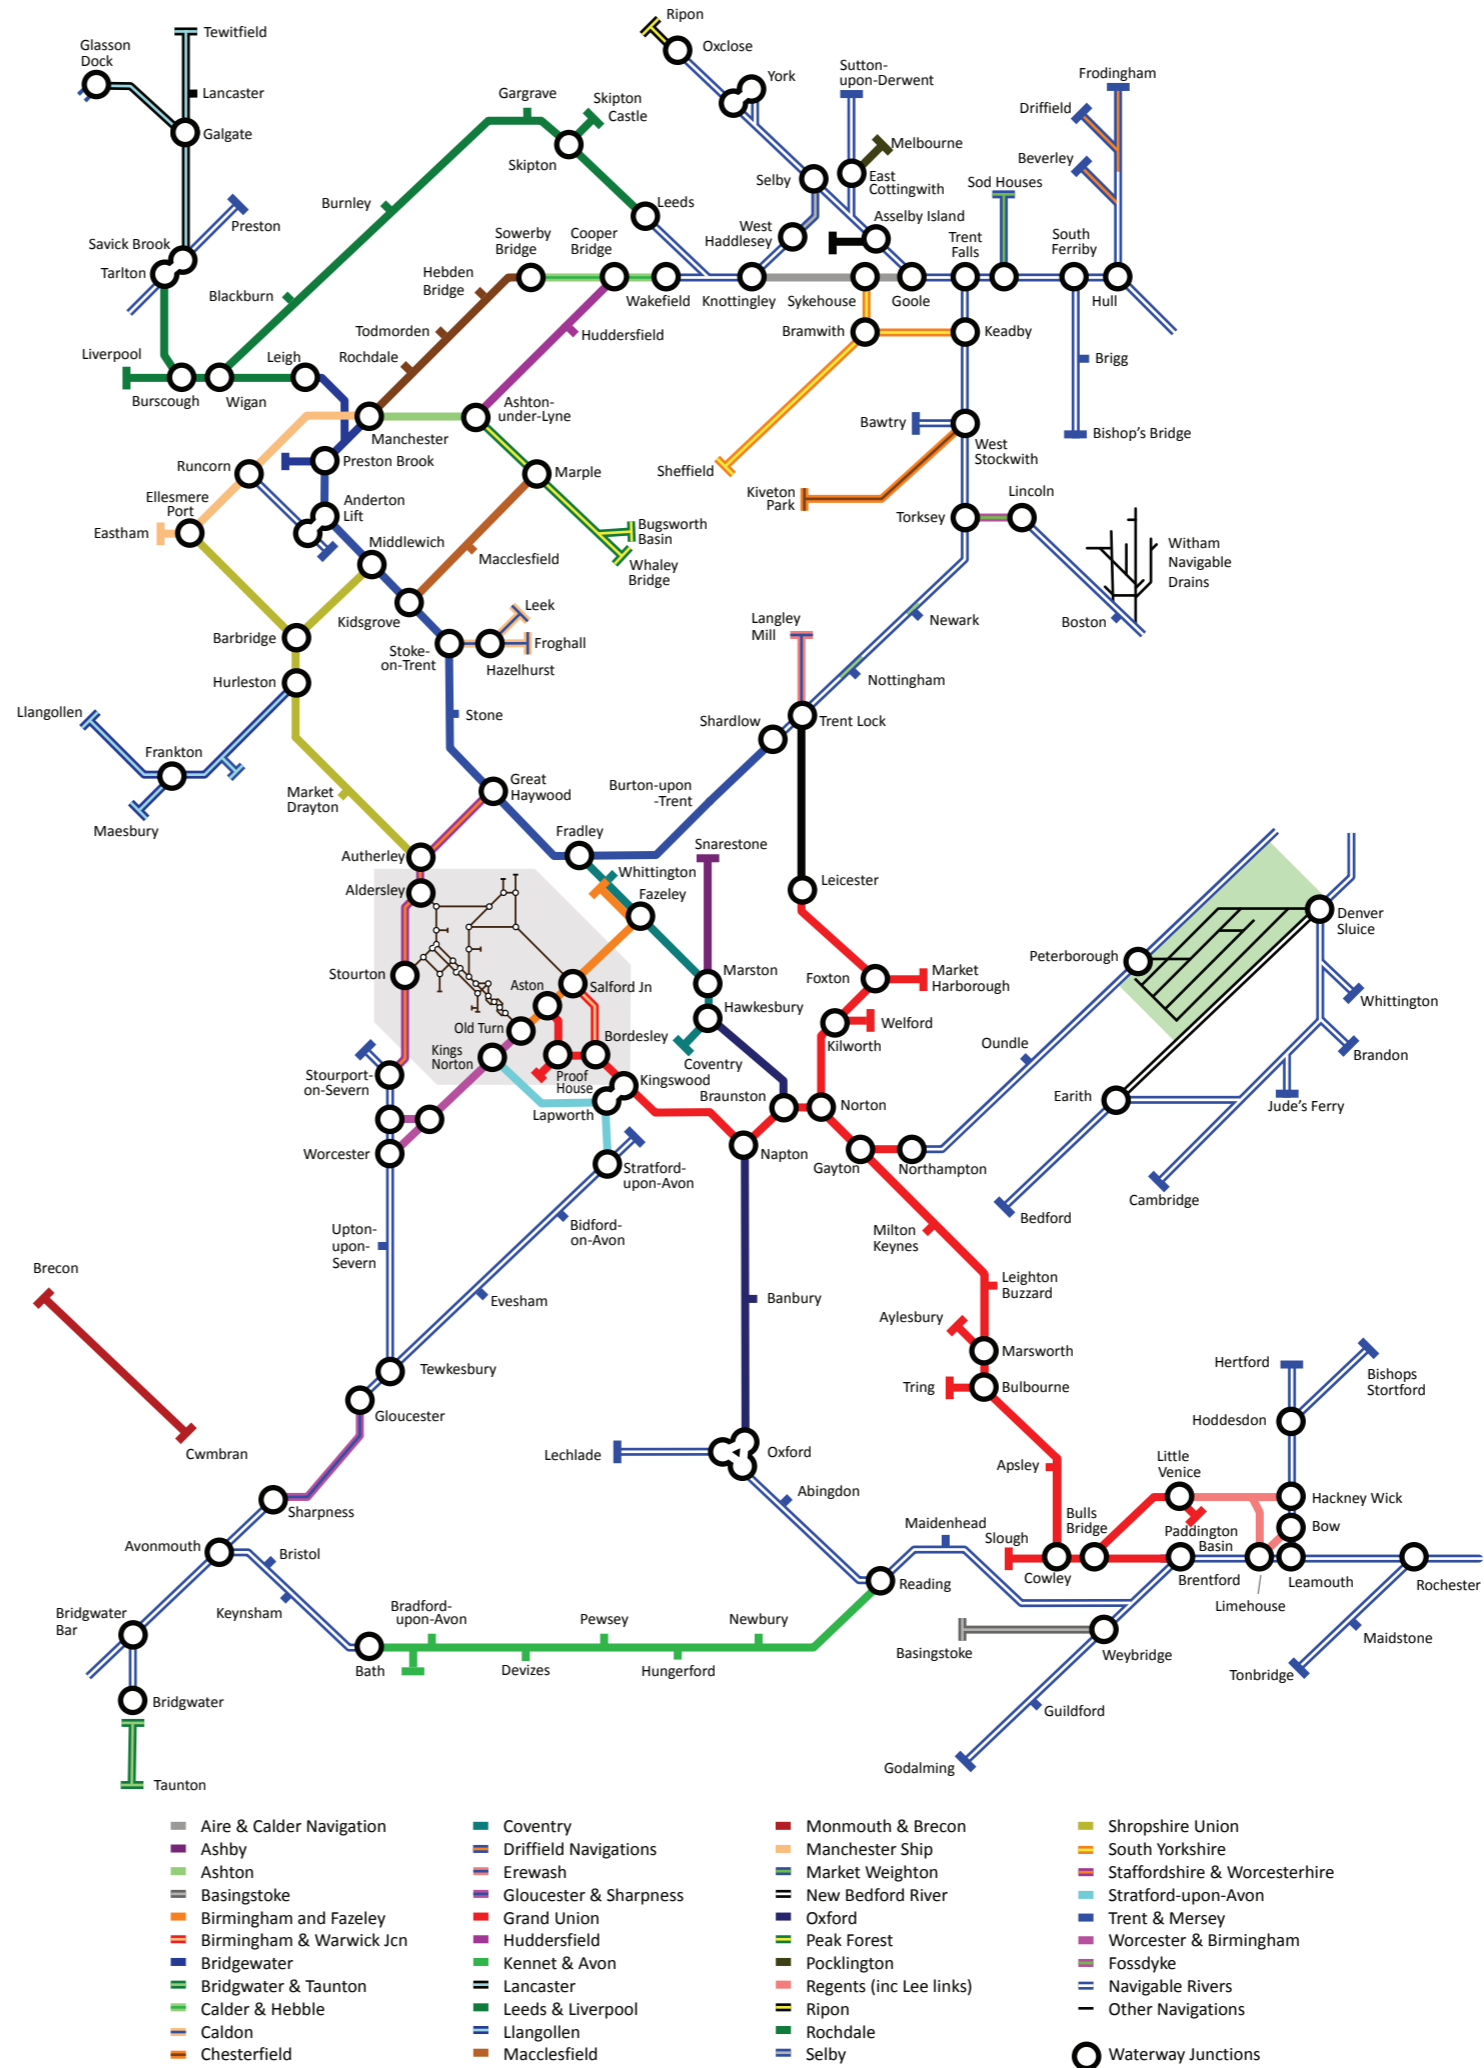 Ripon
Oxclose
Tewitfield
Glasson
Dock
Lancaster
Galgate
York
Sutton-
upon-Derwent
Frodingham
Driffield
Beverley
Gargrave
Skipton
Castle
Skipton
Melbourne
East
Cottingwith
Selby
Sod Houses
Burnley
Leeds
Preston
Savick Brook
Tarlton
West
Haddlesey
Asselby Island
Trent
Falls
South
Ferriby
Sowerby
Bridge
Cooper
Bridge
Hebden
Bridge
Blackburn
Wakefield
Knottingley
Sykehouse
Goole
Hull
Todmorden
Huddersfield
Bramwith
Keadby
Rochdale
Liverpool
Leigh
Brigg
Burscough
Wigan
Ashton-
under-Lyne
Manchester
Bawtry
West
Stockwith
Bishop's Bridge
Runcorn
Preston Brook
Marple
Sheffield
Ellesmere
Port
Kiveton
Park
Lincoln
Anderton
Lift
Eastham
Torksey
Bugsworth
Basin
Whaley
Bridge
Middlewich
Macclesfield
Witham
Navigable
Drains
Kidsgrove
Leek
Langley
Mill
Newark
Boston
Barbridge
Stoke-
on-Trent
Froghall
Hazelhurst
Hurleston
Nottingham
Llangollen
Stone
Shardlow
Trent Lock
Frankton
Great
Haywood
Burton-upon
-Trent
Market
Drayton
Maesbury
Fradley
Snarestone
Autherley
Whittington
Fazeley
Leicester
Aldersley
Denver
Sluice
Peterborough
Stourton
Aston
Salford Jn
Marston
Foxton
Market
Harborough
Whittington
Hawkesbury
Old Turn
Bordesley
Welford
Kilworth
Oundle
Brandon
Kings
Norton
Coventry
Proof
House
Kingswood
Stourport-
on-Severn
Lapworth
Braunston
Norton
Earith
Jude's Ferry
Worcester
Napton
Gayton
Northampton
Stratford-
upon-Avon
Cambridge
Bedford
Upton-
upon-
Severn
Bidford-
on-Avon
Milton
Keynes
Brecon
Leighton
Buzzard
Evesham
Banbury
Aylesbury
Marsworth
Tewkesbury
Hertford
Bishops
Stortford
Tring
Bulbourne
Gloucester
Hoddesdon
Cwmbran
Lechlade
Oxford
Apsley
Little
Venice
Abingdon
Hackney Wick
Sharpness
Bulls
Bridge
Paddington
Basin
Bow
Maidenhead
Slough
Avonmouth
Bristol
Cowley
Brentford
Leamouth
Rochester
Reading
Limehouse
Keynsham
Bradford-
upon-Avon
Pewsey
Newbury
Bridgwater
Bar
Basingstoke
Weybridge
Maidstone
Bath
Devizes
Hungerford
Tonbridge
Bridgwater
Guildford
Godalming
Taunton
Aire & Calder Navigation
Ashby
Ashton
Basingstoke
Birmingham and Fazeley
Birmingham & Warwick Jcn
Bridgewater
Bridgwater & Taunton
Calder & Hebble
Caldon
Chesterfield
Coventry
Driffield Navigations
Erewash
Gloucester & Sharpness
Grand Union
Huddersfield
Kennet & Avon
Lancaster
Leeds & Liverpool
Llangollen
Macclesfield
Monmouth & Brecon
Manchester Ship
Market Weighton
New Bedford River
Oxford
Peak Forest
Pocklington
Regents (inc Lee links)
Ripon
Rochdale
Selby
Shropshire Union
South Yorkshire
Staffordshire & Worcesterhire
Stratford-upon-Avon
Trent & Mersey
Worcester & Birmingham
Fossdyke
Navigable Rivers
Other Navigations
Waterway Junctions